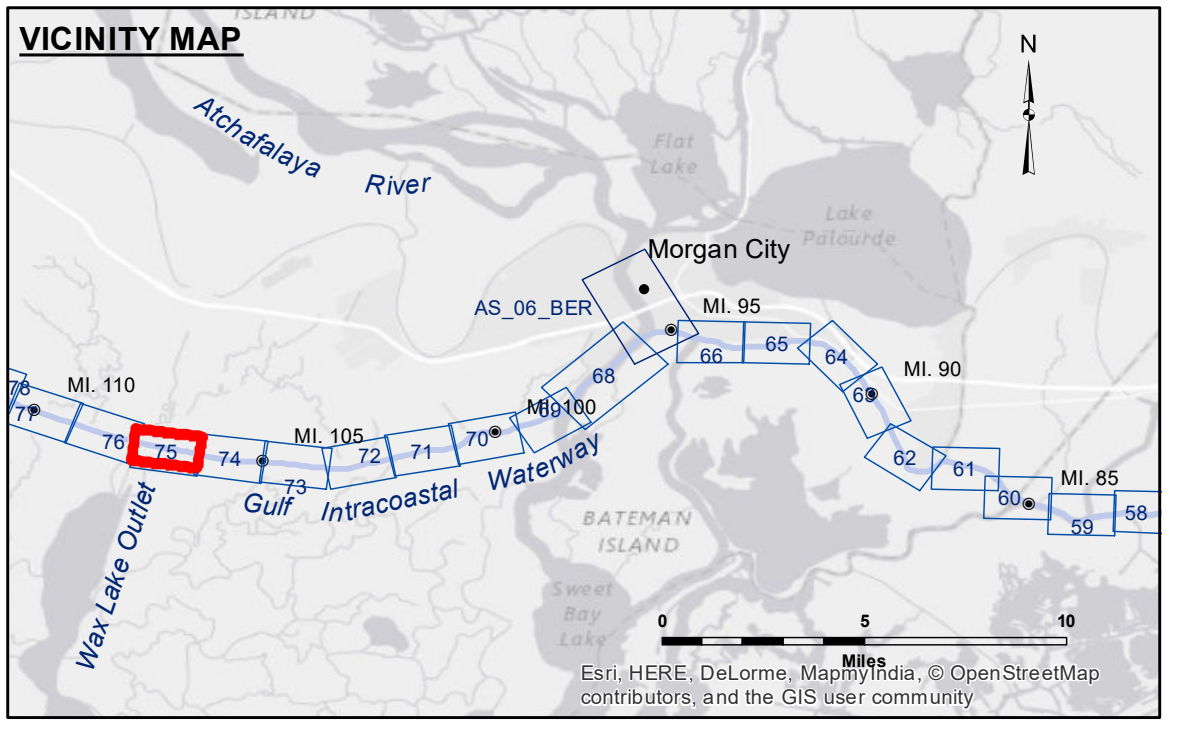 ISLAND
VICINITY MAP
N
Atchafalaya
River
Flat
Lake
Lake
Palourde
Morgan City
AS_06_BER
MI. 95
66
65
64
MI. 90
63
68
78
77
MI. 110
MI. 100
69
76
75
74
MI. 105
73
72
71
70
62
61
60
MI. 85
59
58
Gulf
Intracoastal
Waterway
Wax Lake Outlet
BATEMAN
ISLAND
Sweet
Bay
Lake
0 5 10
Miles
Esri, HERE, DeLorme, MapmyIndia, © OpenStreetMap
contributors, and the GIS user community